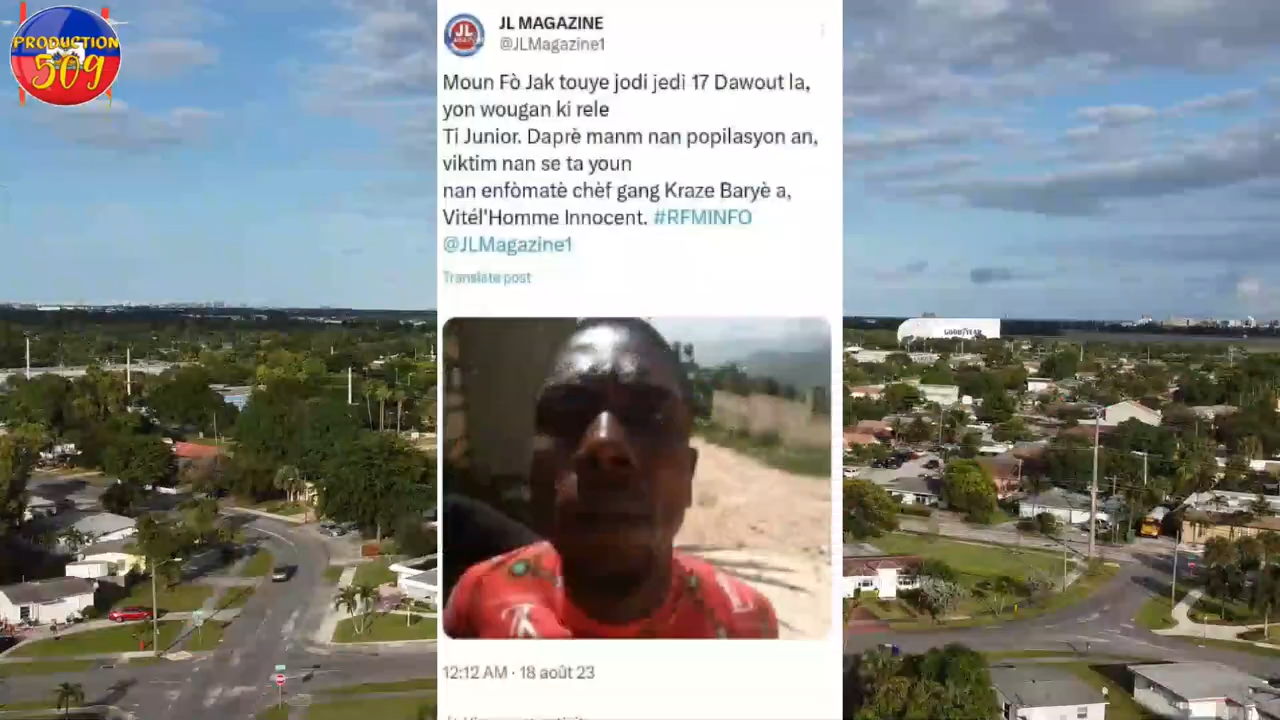 PRODUCTION
509
JL MAGAZINE
@JLMagazine1
Moun Fò Jak touye jodi jedi 17 Dawout la,
yon wougan ki rele
Ti Junior. Daprè manm nan popilasyon an,
viktim nan se ta youn
nan enfòmatè chèf gang Kraze Baryè a,
Vitél'Homme Innocent. #RFMINFO
@JLMagazine1
Translate post
GOODYEAR
12:12 AM · 18 août 23